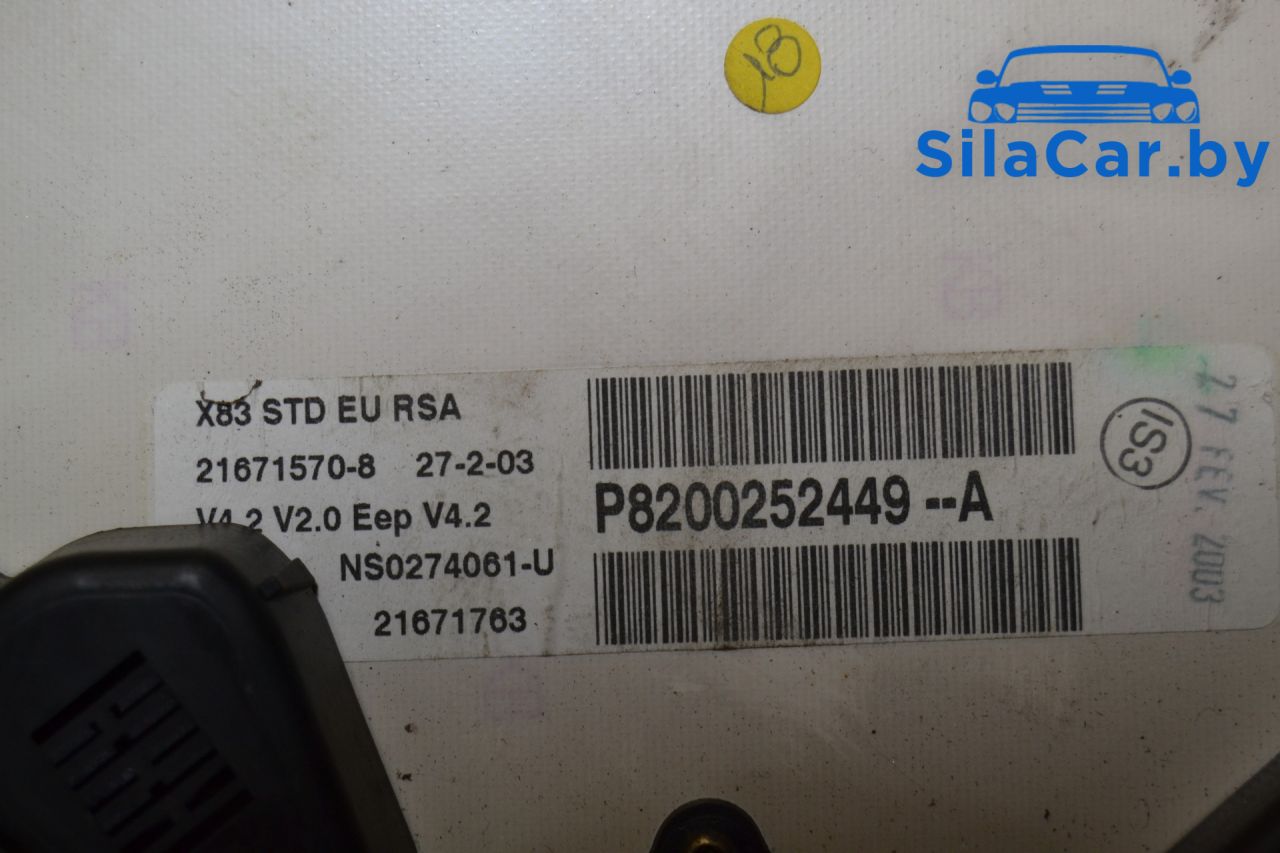 18
SilaCar.by
X83 STD EU RSA
21671570-8 27-2-03
V4.2 V2.0 Eep V4.2
NS0274061-U
21671763
P8200252449--A
IS3
27 FEV. 2003